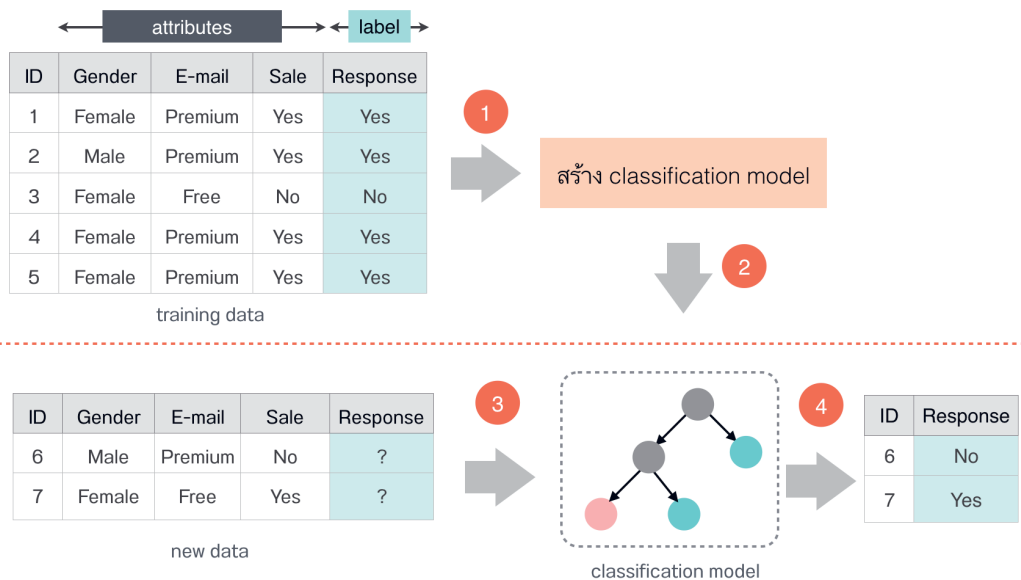 attributes label
ID Gender E-mail Sale Response
1 Female Premium Yes Yes
2 Male Premium Yes Yes
3 Female Free No No
4 Female Premium Yes Yes
5 Female Premium Yes Yes
training data
1
สร้าง classification model
2
ID Gender E-mail Sale Response
6 Male Premium No ?
7 Female Free Yes ?
new data
3
classification model
4
ID Response
6 No
7 Yes